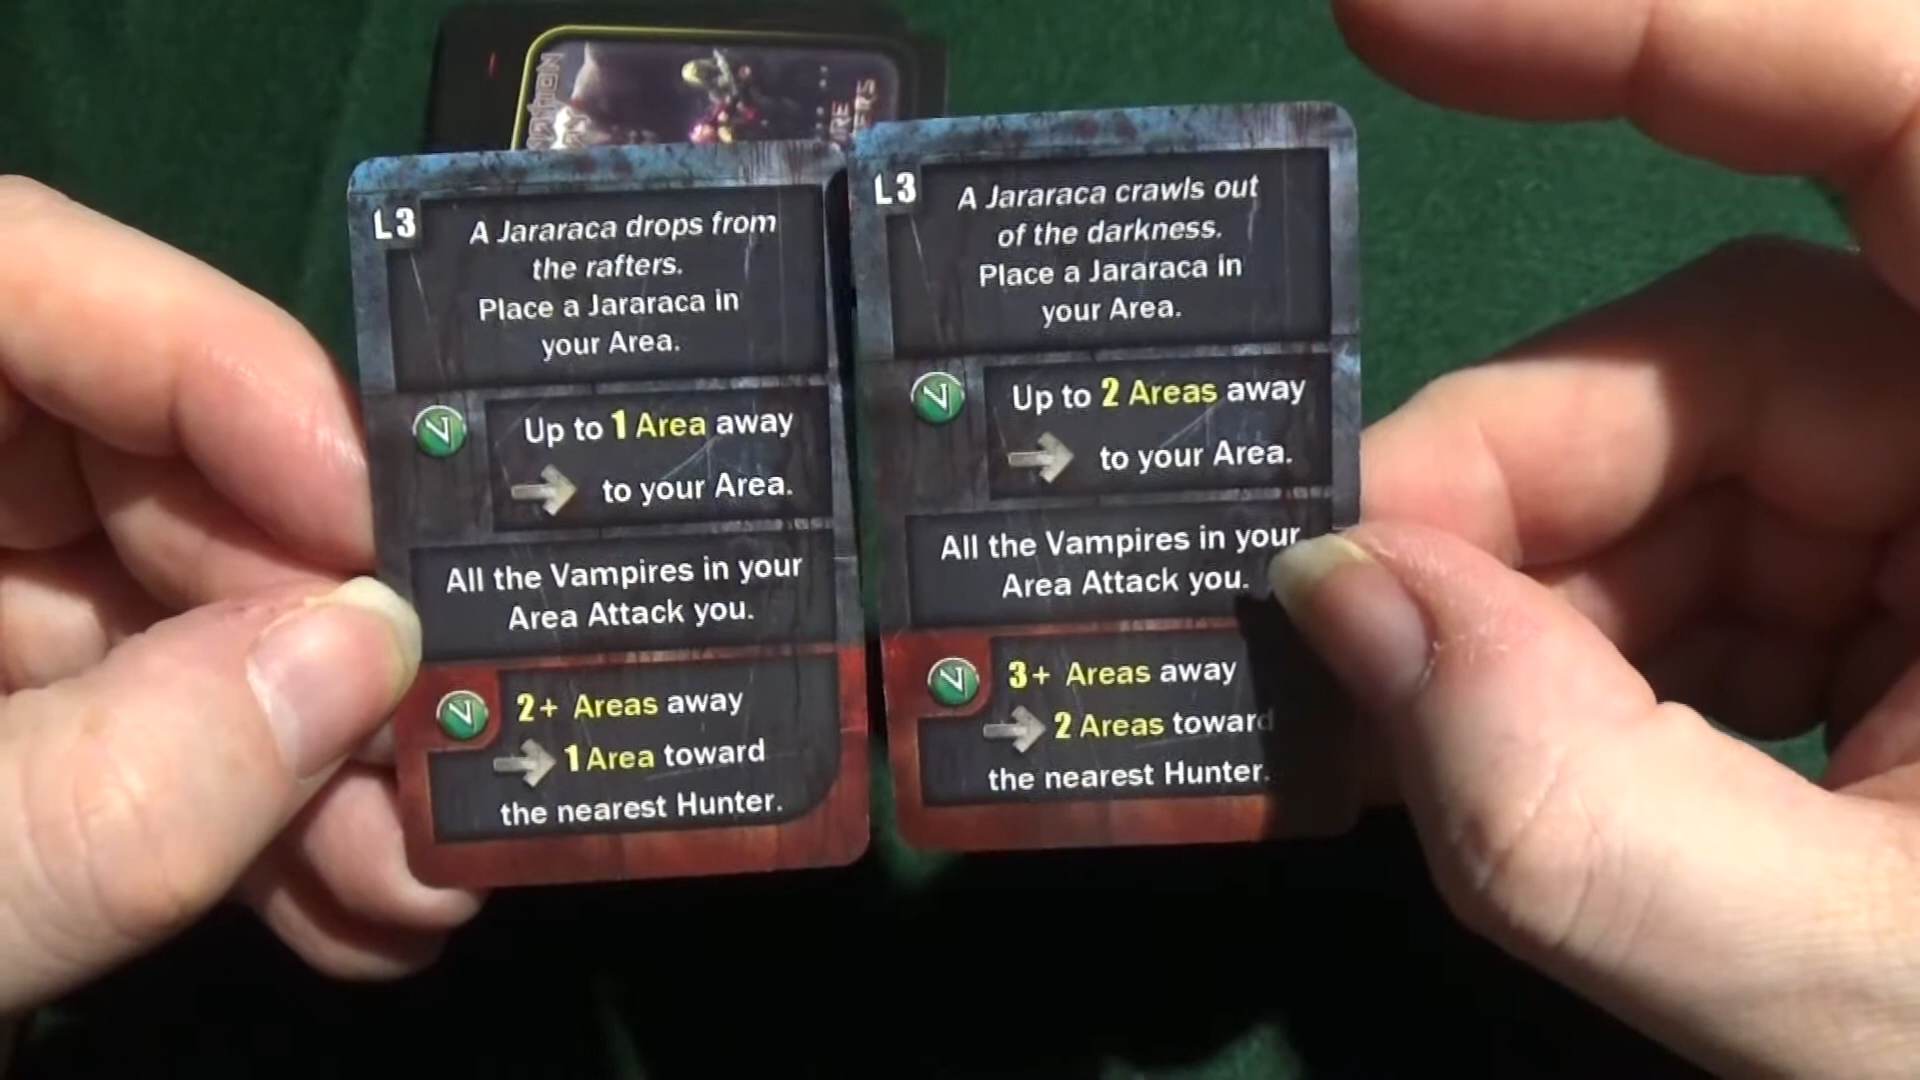 L3
A Jararaca drops from
the rafters.
Place a Jararaca in
your Area.
V
Up to 1 Area away
to your Area.
All the Vampires in your
Area Attack you.
V
2+ Areas away
1 Area toward
the nearest Hunter.
L3
A Jararaca crawls out
of the darkness.
Place a Jararaca in
your Area.
V
Up to 2 Areas away
to your Area.
All the Vampires in your
Area Attack you.
V
3+ Areas away
2 Areas toward
the nearest Hunter.